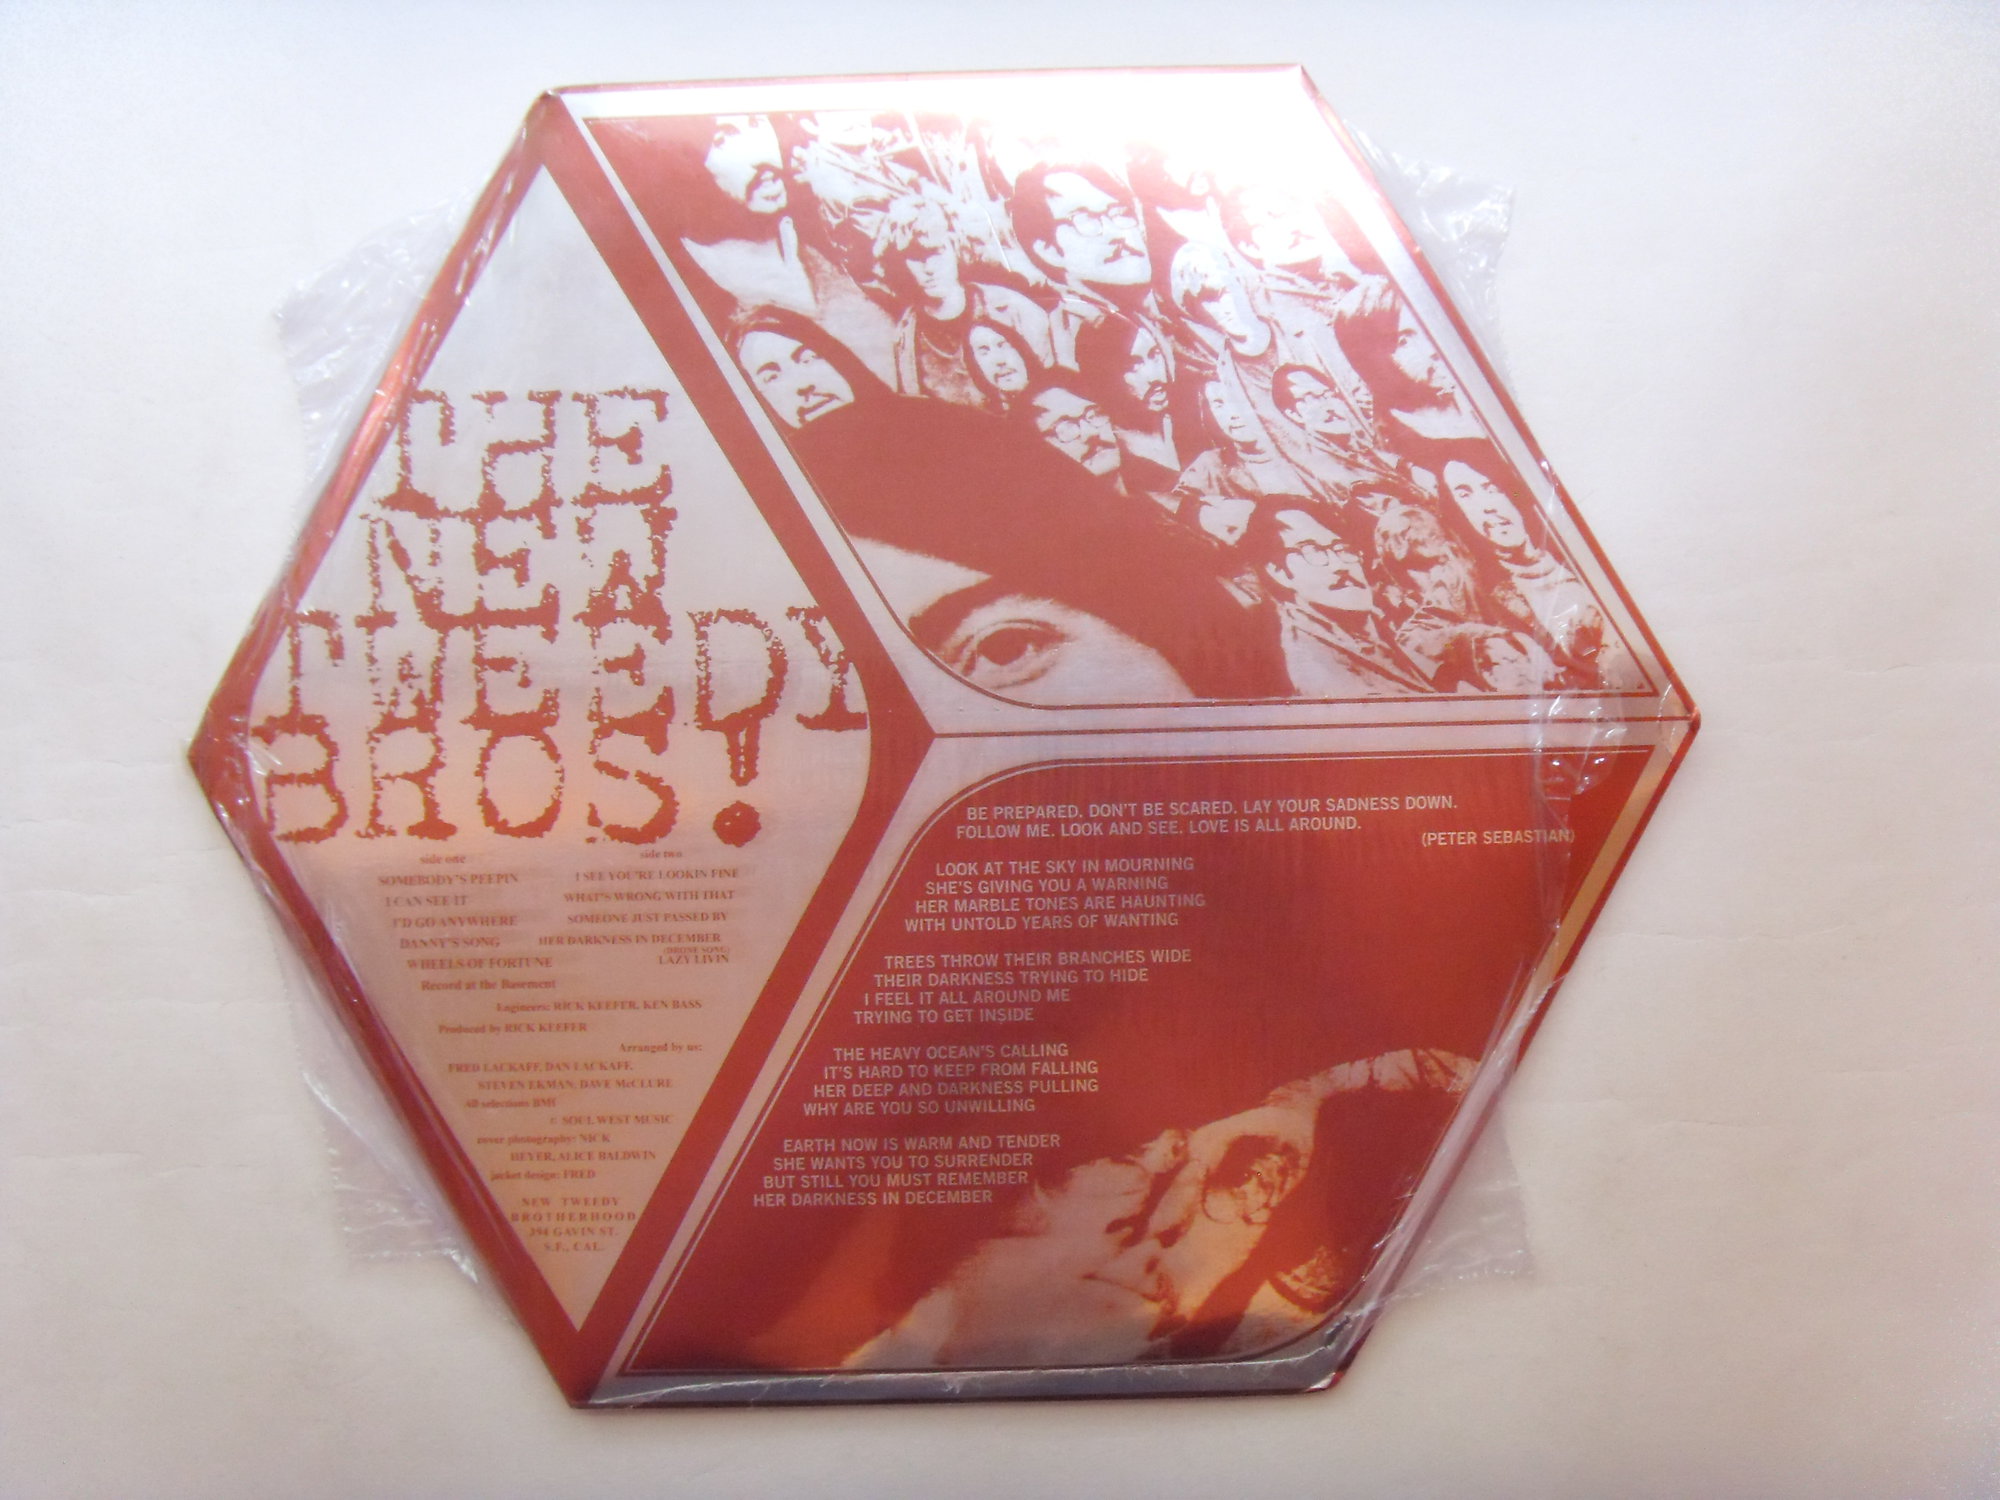 THE
NEW
TWEEDY
BROS!
side one
SOMEBODY'S PEEPIN
I CAN SEE IT
I'D GO ANYWHERE
DANNY'S SONG
WHEELS OF FORTUNE
side two
I SEE YOU'RE LOOKIN FINE
WHAT'S WRONG WITH THAT
SOMEONE JUST PASSED BY
HER DARKNESS IN DECEMBER
(DRONE SONG)
LAZY LIVIN
Record at the Basement
Engineers: RICK KEEFER, KEN BASS
Produced by RICK KEEFER
Arranged by us:
FRED LACKAFF, DAN LACKAFF,
STEVEN EKMAN, DAVE McCLURE
All selections BMI
© SOUL WEST MUSIC
cover photography: NICK
HEYER, ALICE BALDWIN
jacket design: FRED
NEW TWEEDY
BROTHERHOOD
394 GAVIN ST.
S.F., CAL.
BE PREPARED. DON'T BE SCARED. LAY YOUR SADNESS DOWN.
FOLLOW ME. LOOK AND SEE. LOVE IS ALL AROUND.
(PETER SEBASTIAN)
LOOK AT THE SKY IN MOURNING
SHE'S GIVING YOU A WARNING
HER MARBLE TONES ARE HAUNTING
WITH UNTOLD YEARS OF WANTING
TREES THROW THEIR BRANCHES WIDE
THEIR DARKNESS TRYING TO HIDE
I FEEL IT ALL AROUND ME
TRYING TO GET INSIDE
THE HEAVY OCEAN'S CALLING
IT'S HARD TO KEEP FROM FALLING
HER DEEP AND DARKNESS PULLING
WHY ARE YOU SO UNWILLING
EARTH NOW IS WARM AND TENDER
SHE WANTS YOU TO SURRENDER
BUT STILL YOU MUST REMEMBER
HER DARKNESS IN DECEMBER